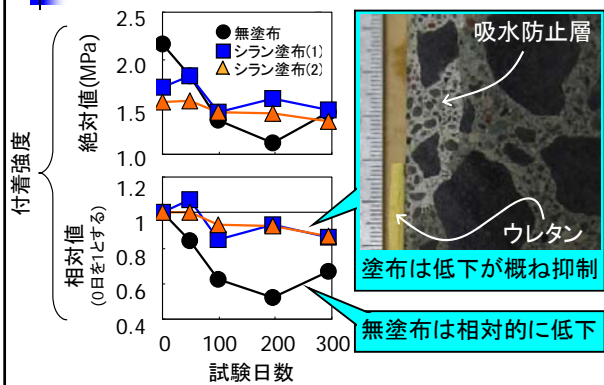 付着強度
絶対値(MPa)
2.5
2.0
1.5
1.0
無塗布
シラン塗布(1)
シラン塗布(2)
相対値
(0日を1とする)
1.2
1
0.8
0.6
0.4
0
100
200
300
試験日数
吸水防止層
ウレタン
塗布は低下が概ね抑制
無塗布は相対的に低下